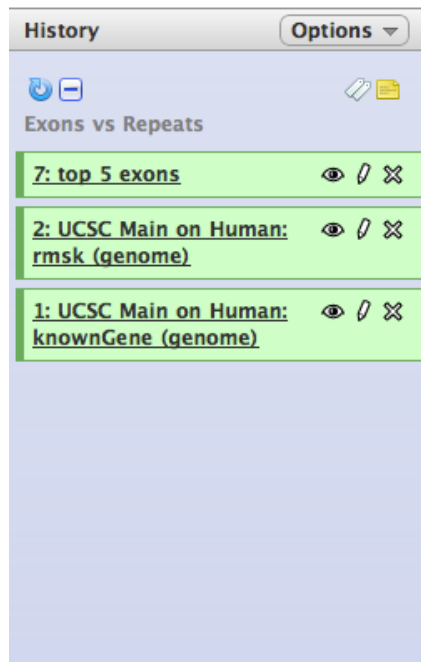 History
Options
Exons vs Repeats
7: top 5 exons
2: UCSC Main on Human:
rmsk (genome)
1: UCSC Main on Human:
knownGene (genome)